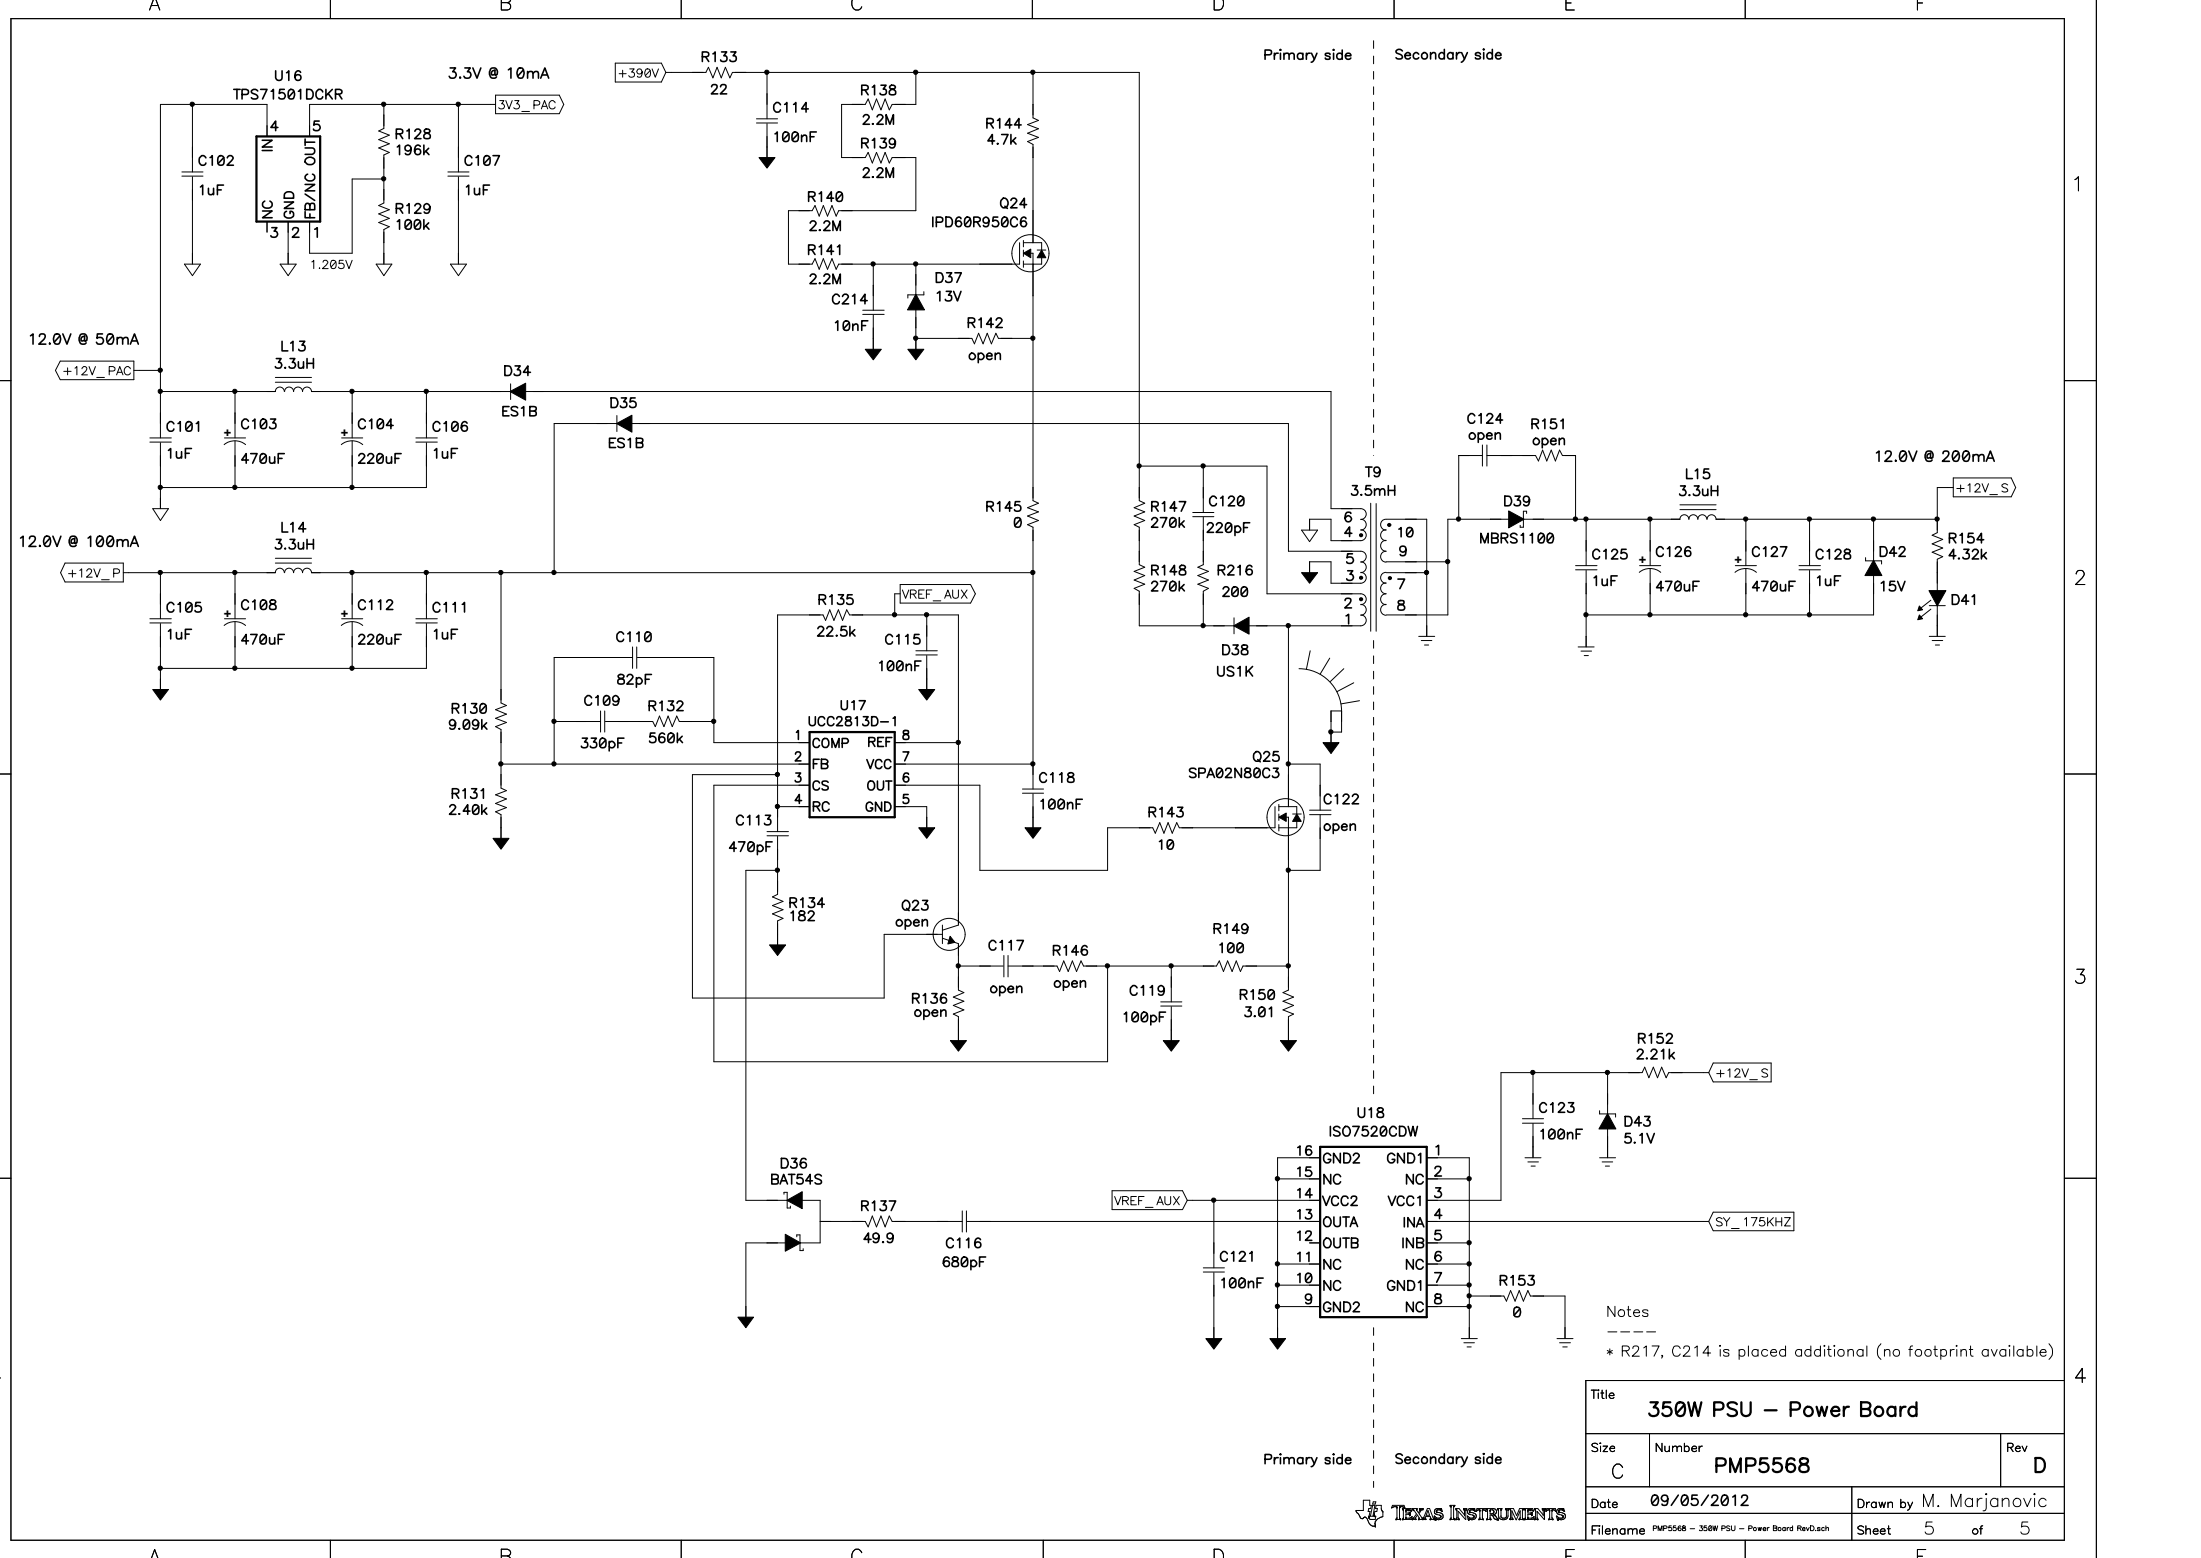 A B C D E F
Primary side Secondary side
U16
TPS71501DCKR
3.3V @ 10mA
3V3_PAC
4 5
IN
OUT
NC
GND
FB/NC
3 2 1
1.205V
C102
1uF
R128
196k
R129
100k
C107
1uF
+390V
R133
22
C114
100nF
R138
2.2M
R139
2.2M
R140
2.2M
R141
2.2M
R144
4.7k
Q24
IPD60R950C6
D37
13V
C214
10nF
R142
open
1
12.0V @ 50mA
+12V_PAC
L13
3.3uH
D34
ES1B
D35
ES1B
C101
1uF
C103
470uF
C104
220uF
C106
1uF
12.0V @ 100mA
+12V_P
L14
3.3uH
C105
1uF
C108
470uF
C112
220uF
C111
1uF
R145
0
R147
270k
C120
220pF
R148
270k
R216
200
D38
US1K
T9
3.5mH
6
4
5
3
2
1
10
9
7
8
C124
open
R151
open
D39
MBRS1100
L15
3.3uH
12.0V @ 200mA
+12V_S
C125
1uF
C126
470uF
C127
470uF
C128
1uF
D42
15V
R154
4.32k
D41
2
VREF_AUX
R135
22.5k
C115
100nF
C110
82pF
C109
330pF
R132
560k
R130
9.09k
R131
2.40k
U17
UCC2813D-1
1 COMP REF 8
2 FB VCC 7
3 CS OUT 6
4 RC GND 5
C118
100nF
C113
470pF
R134
182
Q25
SPA02N80C3
C122
open
R143
10
Q23
open
C117
open
R146
open
R149
100
R136
open
C119
100pF
R150
3.01
3
R152
2.21k
+12V_S
C123
100nF
D43
5.1V
U18
ISO7520CDW
16 GND2 GND1 1
15 NC NC 2
14 VCC2 VCC1 3
13 OUTA INA 4
12 OUTB INB 5
11 NC NC 6
10 NC GND1 7
9 GND2 NC 8
D36
BAT54S
R137
49.9
C116
680pF
VREF_AUX
C121
100nF
SY_175KHZ
R153
0
Notes
----
* R217, C214 is placed additional (no footprint available)
4
Title
350W PSU - Power Board
Size
C
Number
PMP5568
Rev
D
Date 09/05/2012
Drawn by M. Marjanovic
Filename PMP5568 - 350W PSU - Power Board RevD.sch
Sheet 5 of 5
Primary side Secondary side
TEXAS INSTRUMENTS
A B C D E F